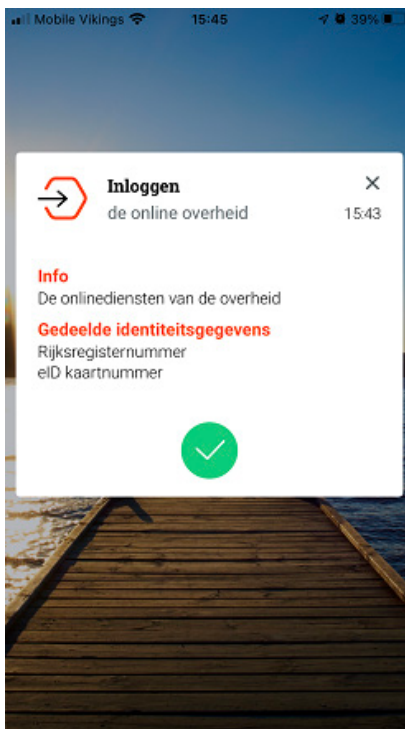 Mobile Vikings
15:45
39%
Inloggen
de online overheid
15:43
Info
De onlinediensten van de overheid
Gedeelde identiteitsgegevens
Rijksregisternummer
eID kaartnummer